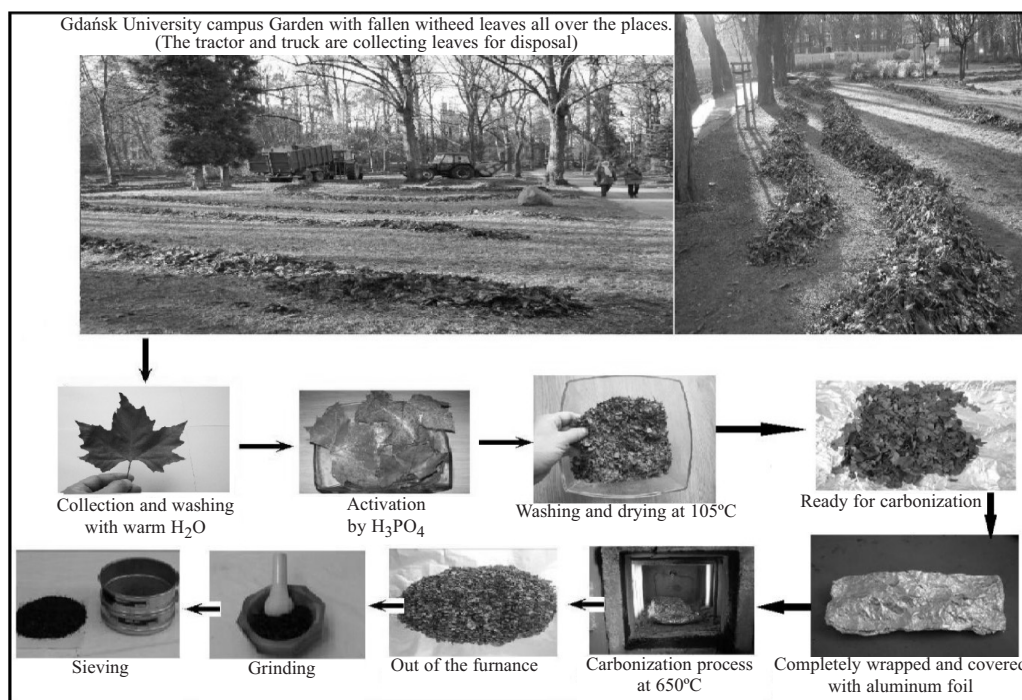 Gdańsk University campus Garden with fallen witheed leaves all over the places.
(The tractor and truck are collecting leaves for disposal)
Collection and washing
with warm H₂O
Activation
by H₃PO₄
Washing and drying at 105ºC
Ready for carbonization
Completely wrapped and covered
with aluminum foil
Carbonization process
at 650ºC
Out of the furnance
Grinding
Sieving